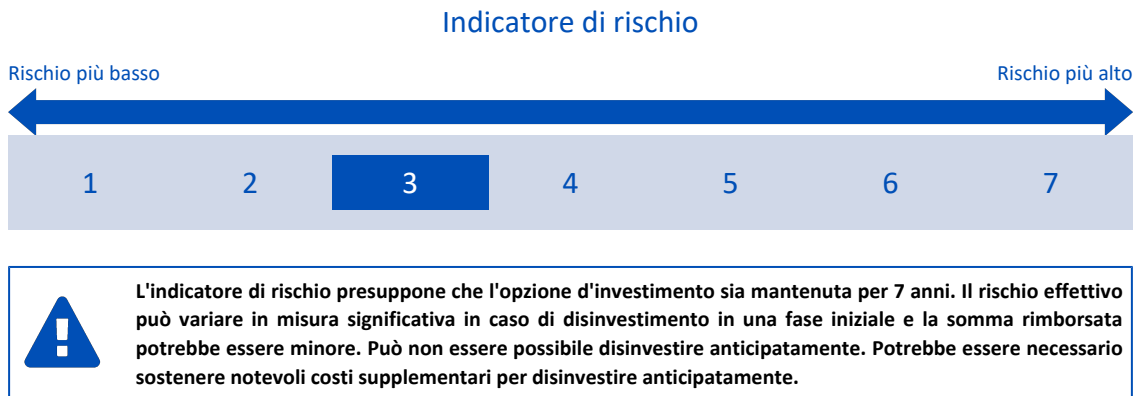 Indicatore di rischio
Rischio più basso
Rischio più alto
1 2 3 4 5 6 7
L'indicatore di rischio presuppone che l'opzione d'investimento sia mantenuta per 7 anni. Il rischio effettivo
può variare in misura significativa in caso di disinvestimento in una fase iniziale e la somma rimborsata
potrebbe essere minore. Può non essere possibile disinvestire anticipatamente. Potrebbe essere necessario
sostenere notevoli costi supplementari per disinvestire anticipatamente.